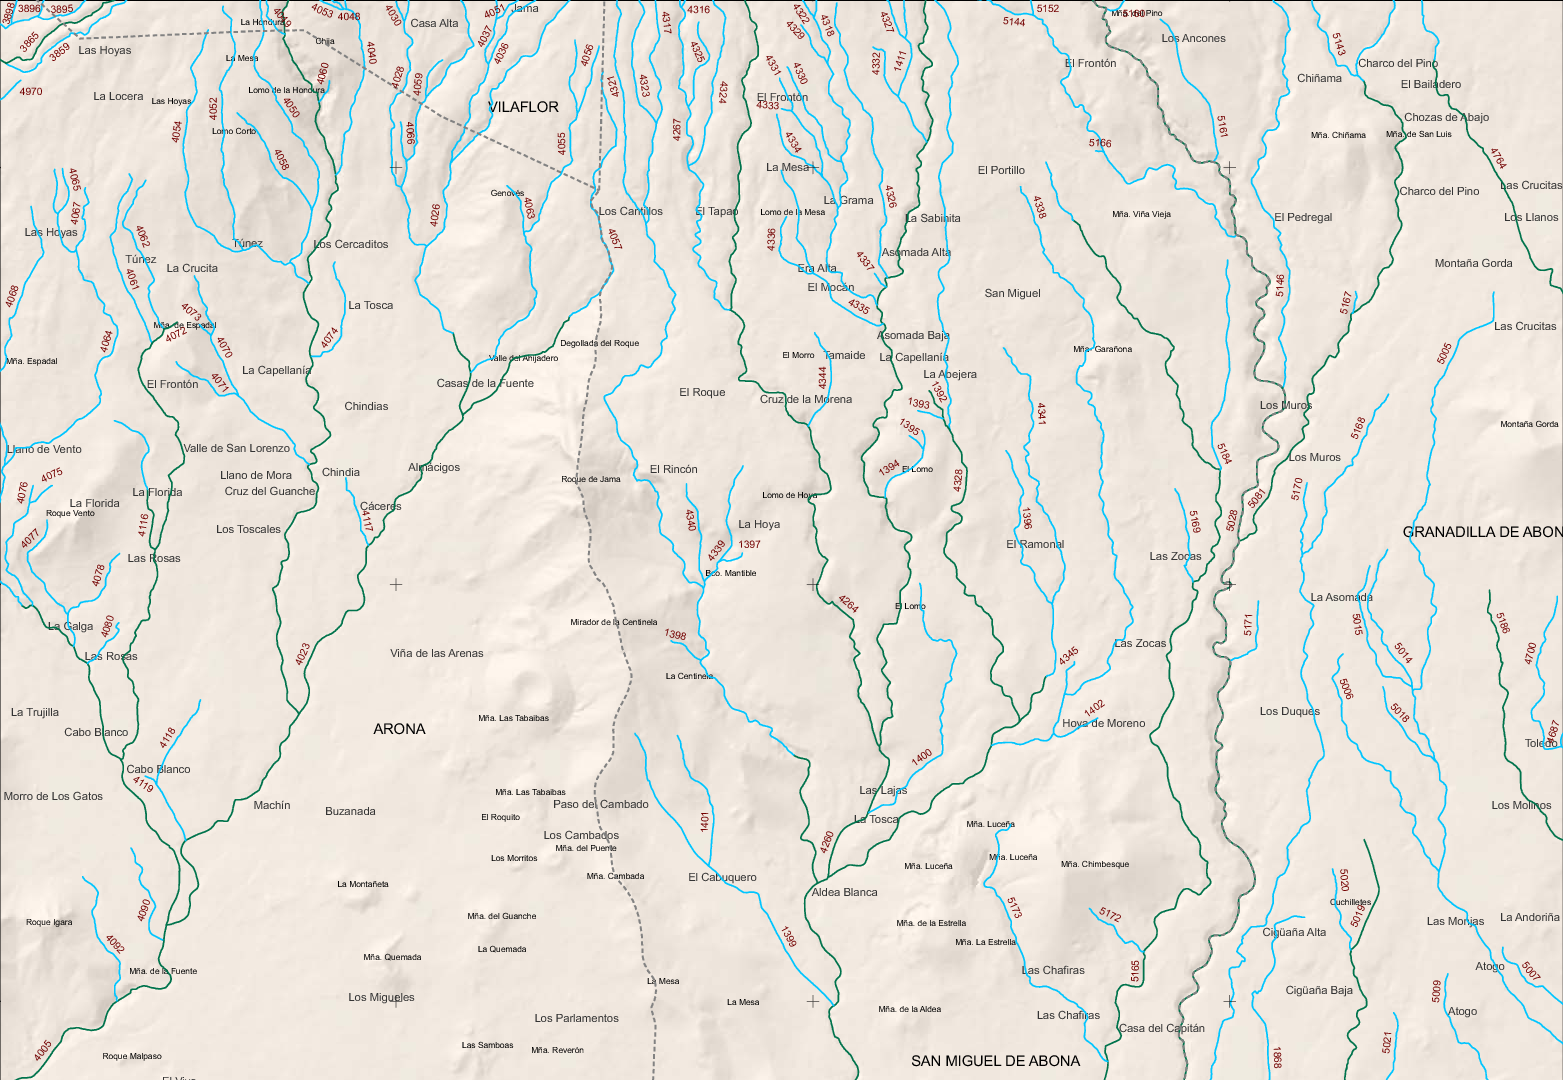 3898
3896
3895
4049
4053
4048
4030
Casa Alta
4051
Jama
4317
4316
4322
4318
4327
5152
Mña. del Pino
5160
La Hondura
4037
4329
5144
Los Ancones
3865
3859
Las Hoyas
Chija
4040
4036
4056
4325
5143
La Mesa
4332
1411
El Frontón
Charco del Pino
4970
4060
4028
4059
4331
4330
Chiñama
El Bailadero
La Locera
Las Hoyas
Lomo de la Hondura
4321
4323
4324
El Frontón
4333
4052
4050
VILAFLOR
Chozas de Abajo
4054
Lomo Corto
4066
4267
5161
Mña. Chiñama
Mña. de San Luis
4055
4334
5166
4058
4764
4065
La Mesa
El Portillo
Las Crucitas
4067
Genovés
4063
4326
4338
Charco del Pino
La Grama
4026
Los Cantillos
El Tapao
Lomo de la Mesa
La Sabinita
Mña. Viña Vieja
El Pedregal
Los Llanos
Las Hoyas
4062
Túnez
Los Cercaditos
4057
4336
Asomada Alta
Túnez
La Crucita
4061
Era Alta
4337
Montaña Gorda
4068
El Mocán
San Miguel
5146
5167
La Tosca
4335
4073
Mña. de Espadal
4072
4074
4064
4070
Asomada Baja
Las Crucitas
Degollada del Roque
Mña. Garañona
5005
Mña. Espadal
Valle del Ahijadero
El Morro
Tamaide
La Capellanía
La Capellanía
4071
4344
La Abejera
El Frontón
Casas de la Fuente
El Roque
1392
Cruz de la Morena
1393
Chindias
4341
Los Muros
1395
5168
Montaña Gorda
Llano de Vento
Valle de San Lorenzo
5184
Los Muros
4075
Llano de Mora
Chindia
Almácigos
El Rincón
1394
El Lomo
4328
4076
Cruz del Guanche
Roque de Jama
5170
La Florida
La Florida
Lomo de Hoya
5081
Roque Vento
Cáceres
4116
4117
4340
La Hoya
1396
5169
5028
Los Toscales
4077
GRANADILLA DE ABON
4339
1397
El Ramonal
Las Rosas
Las Zocas
Bco. Mantible
4078
4264
El Lomo
La Asomada
4080
La Galga
Mirador de la Centinela
5171
5015
5186
1398
4023
Viña de las Arenas
Las Rosas
4345
Las Zocas
5014
4700
La Centinela
5006
La Trujilla
Mña. Las Tabaibas
1402
Los Duques
5018
Cabo Blanco
4118
ARONA
Hoya de Moreno
4687
Toledo
1400
Cabo Blanco
4119
Mña. Las Tabaibas
Las Lajas
Morro de Los Gatos
Machín
Buzanada
Paso del Cambado
Los Molinos
El Roquito
1401
La Tosca
Mña. Luceña
Los Cambados
4260
Mña. del Puente
Los Morritos
Mña. Luceña
Mña. Luceña
Mña. Chimbesque
Mña. Cambada
El Cabuquero
La Montañeta
Aldea Blanca
5020
Cuchilletes
4090
5173
5172
5019
Roque Igara
Mña. del Guanche
Mña. de la Estrella
Las Monjas
La Andoriña
4092
1399
Mña. La Estrella
Cigüaña Alta
La Quemada
Mña. Quemada
Mña. de la Fuente
Las Chafiras
5165
Atogo
5007
La Mesa
Los Migueles
La Mesa
Cigüaña Baja
5009
Mña. de la Aldea
Los Parlamentos
Las Chafiras
Atogo
Casa del Capitán
4005
Las Samboas
Mña. Reverón
5021
Roque Malpaso
SAN MIGUEL DE ABONA
1868
El Viso